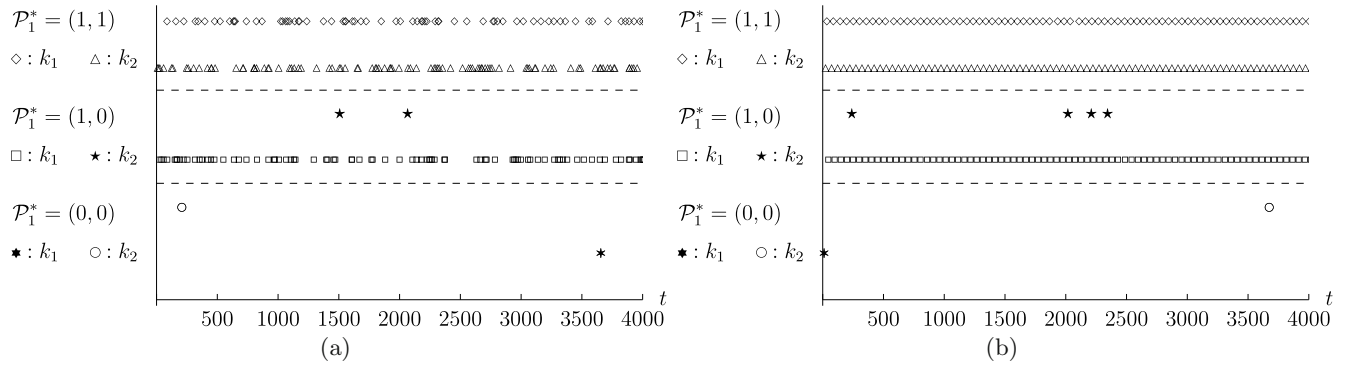 𝒫₁* = (1, 1)
◇ : k₁ △ : k₂
𝒫₁* = (1, 0)
□ : k₁ ★ : k₂
𝒫₁* = (0, 0)
✶ : k₁ ○ : k₂
500 1000 1500 2000 2500 3000 3500 4000 t
(a)
𝒫₁* = (1, 1)
◇ : k₁ △ : k₂
𝒫₁* = (1, 0)
□ : k₁ ★ : k₂
𝒫₁* = (0, 0)
✶ : k₁ ○ : k₂
500 1000 1500 2000 2500 3000 3500 4000 t
(b)